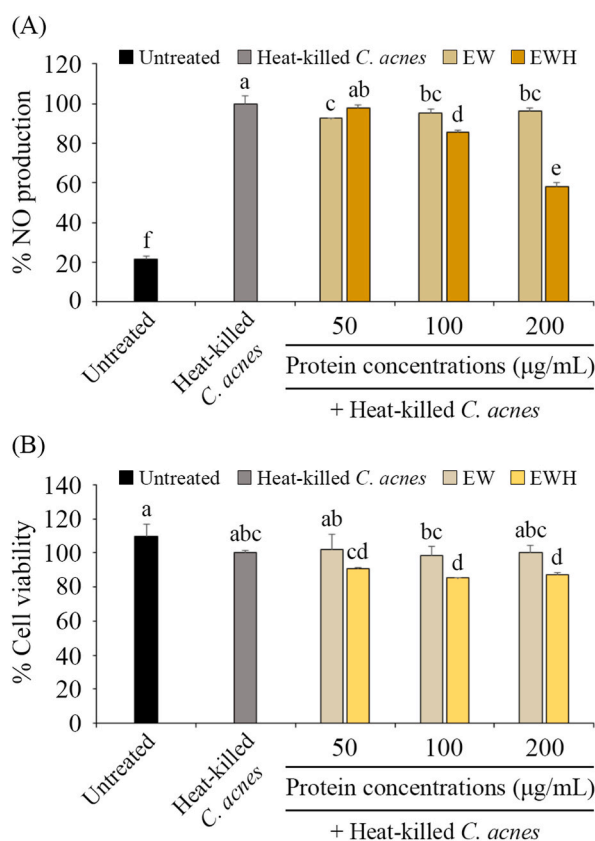 (A)
Untreated Heat-killed C. acnes EW EWH
% NO production
120
100
80
60
40
20
0
f
a
c
ab
bc
d
bc
e
Untreated
Heat-killed
C. acnes
50 100 200
Protein concentrations (μg/mL)
+ Heat-killed C. acnes
(B)
Untreated Heat-killed C. acnes EW EWH
% Cell viability
140
120
100
80
60
40
20
0
a
abc
ab
cd
bc
d
abc
d
Untreated
Heat-killed
C. acnes
50 100 200
Protein concentrations (μg/mL)
+ Heat-killed C. acnes